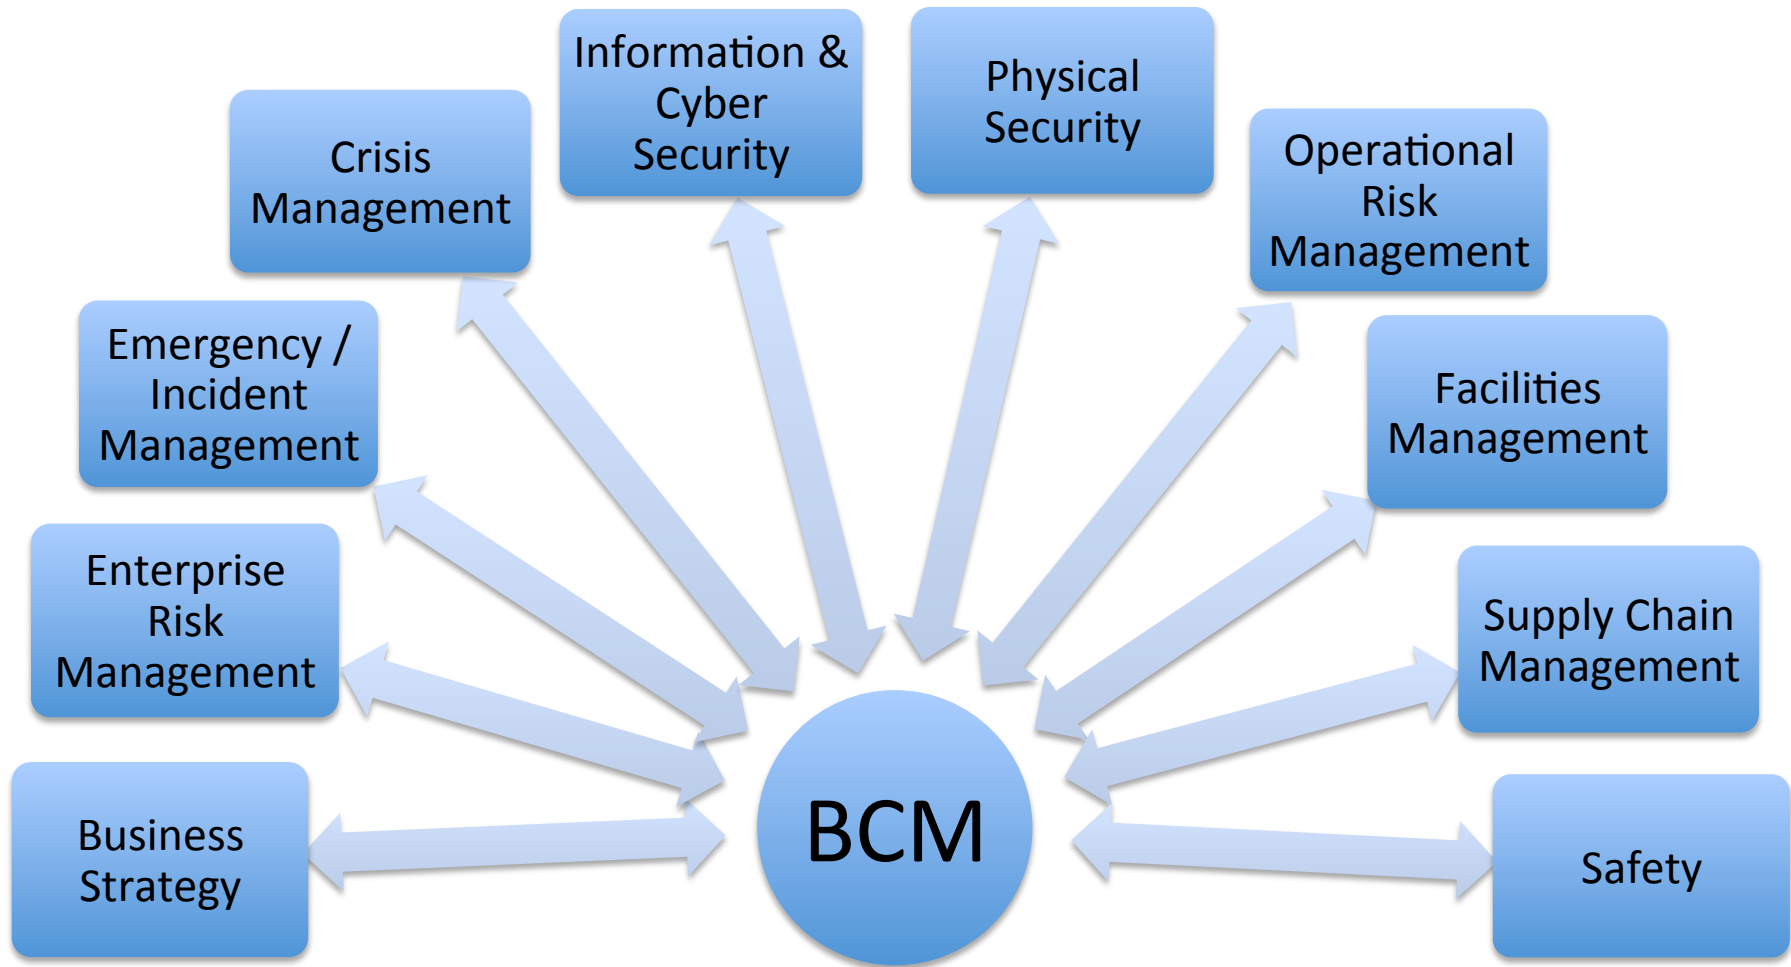 Information &
Cyber
Security
Physical
Security
Crisis
Management
Operational
Risk
Management
Emergency /
Incident
Management
Facilities
Management
Enterprise
Risk
Management
Supply Chain
Management
Business
Strategy
BCM
Safety